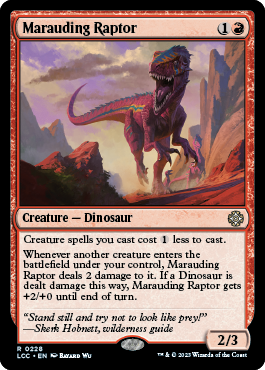 Marauding Raptor 1
Creature — Dinosaur
Creature spells you cast cost 1 less to cast.
Whenever another creature enters the
battlefield under your control, Marauding
Raptor deals 2 damage to it. If a Dinosaur is
dealt damage this way, Marauding Raptor gets
+2/+0 until end of turn.
“Stand still and try not to look like prey!”
—Skerk Hobnett, wilderness guide
2/3
R 0228
LCC • EN Bayard Wu
™ & © 2023 Wizards of the Coast